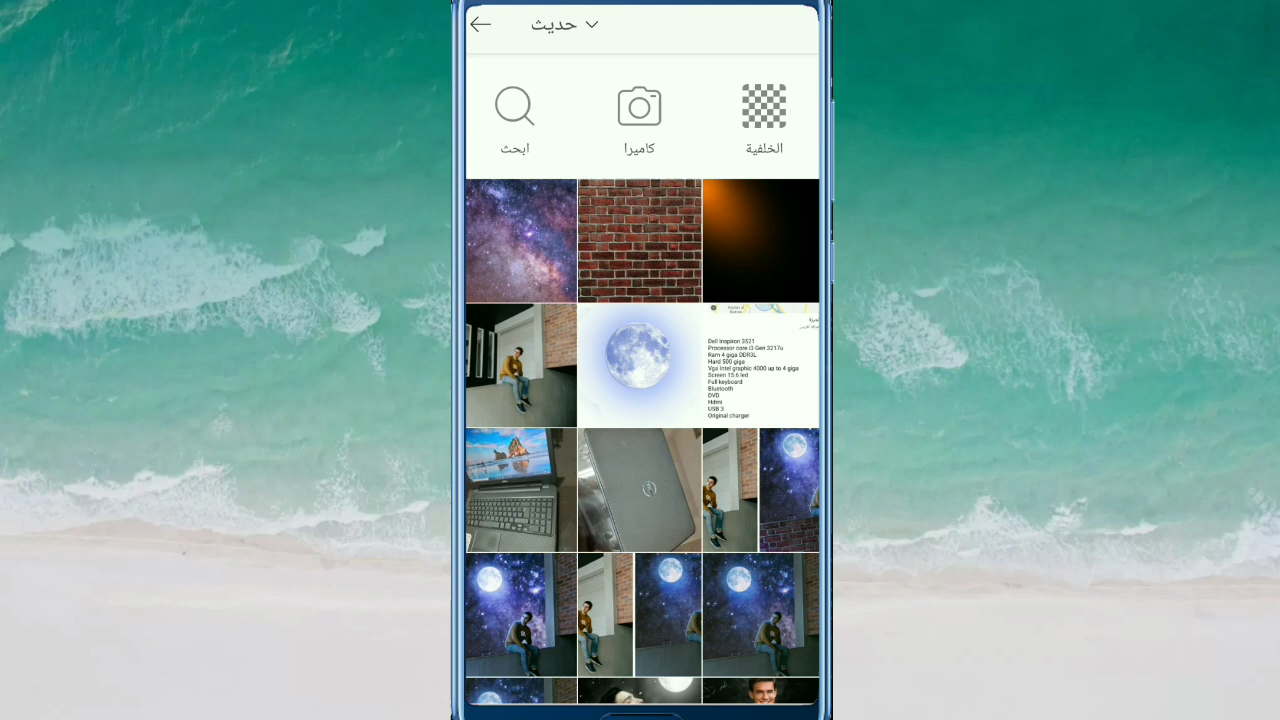 حديث
ابحث
كاميرا
الخلفية
Dell inspiron 3521
Processor core i3 Gen 3217u
Ram 4 giga DDR3L
Hard 500 giga
Vga Intel graphic 4000 up to 4 giga
Screen 15.6 led
Full keyboard
Bluetooth
DVD
Hdmi
USB 3
Original charger